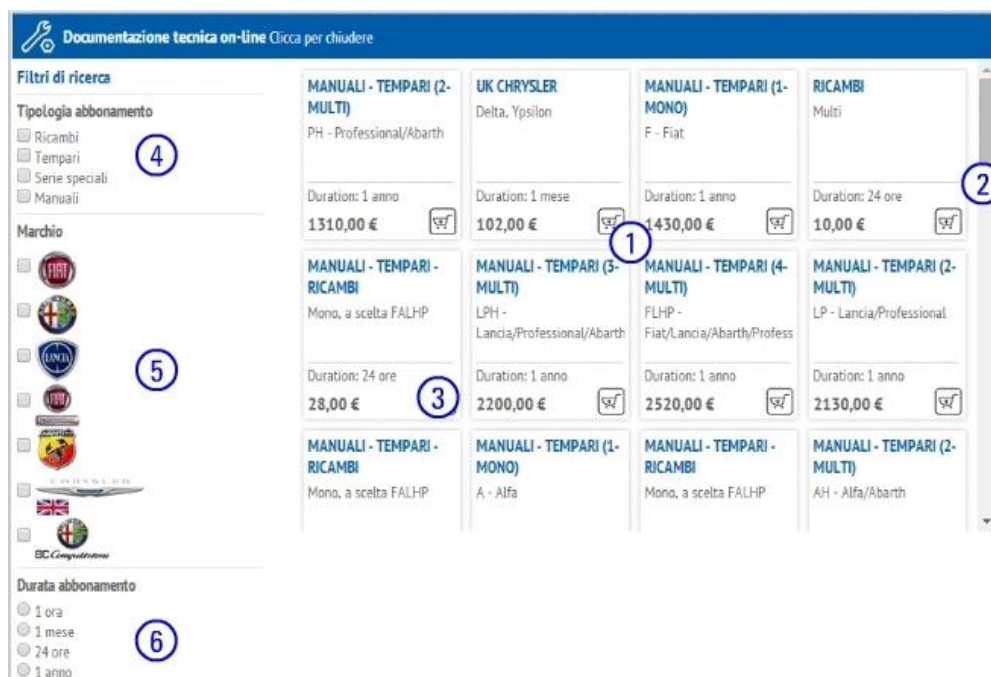 Documentazione tecnica on-line Clicca per chiudere
Filtri di ricerca
Tipologia abbonamento
Ricambi
Tempari
Serie speciali
Manuali
4
Marchio
FIAT
LANCIA
FIAT
CHRYSLER
8C Competizione
5
Durata abbonamento
1 ora
1 mese
24 ore
1 anno
6
MANUALI - TEMPARI (2-
MULTI)
PH - Professional/Abarth
Duration: 1 anno
1310,00 €
UK CHRYSLER
Delta, Ypsilon
Duration: 1 mese
102,00 €
1
MANUALI - TEMPARI (1-
MONO)
F - Fiat
Duration: 1 anno
1430,00 €
RICAMBI
Multi
Duration: 24 ore
10,00 €
2
MANUALI - TEMPARI -
RICAMBI
Mono, a scelta FALHP
Duration: 24 ore
28,00 €
3
MANUALI - TEMPARI (3-
MULTI)
LPH -
Lancia/Professional/Abarth
Duration: 1 anno
2200,00 €
MANUALI - TEMPARI (4-
MULTI)
FLHP -
Fiat/Lancia/Abarth/Profess
Duration: 1 anno
2520,00 €
MANUALI - TEMPARI (2-
MULTI)
LP - Lancia/Professional
Duration: 1 anno
2130,00 €
MANUALI - TEMPARI -
RICAMBI
Mono, a scelta FALHP
MANUALI - TEMPARI (1-
MONO)
A - Alfa
MANUALI - TEMPARI -
RICAMBI
Mono, a scelta FALHP
MANUALI - TEMPARI (2-
MULTI)
AH - Alfa/Abarth